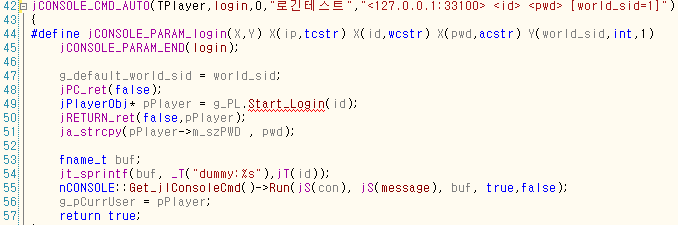 42 jCONSOLE_CMD_AUTO(TPlayer,login,0,"로긴테스트","<127.0.0.1:33100> <id> <pwd> [world_sid=1]")
43 {
44 #define jCONSOLE_PARAM_login(X,Y) X(ip,tcstr) X(id,wcstr) X(pwd,acstr) Y(world_sid,int,1)
45 jCONSOLE_PARAM_END(login);
46
47 g_default_world_sid = world_sid;
48 jPC_ret(false);
49 jPlayerObj* pPlayer = g_PL.Start_Login(id);
50 jRETURN_ret(false,pPlayer);
51 ja_strcpy(pPlayer->m_szPWD , pwd);
52
53 fname_t buf;
54 jt_sprintf(buf, _T("dummy:%s"),jT(id));
55 nCONSOLE::Get_jIConsoleCmd()->Run(jS(con), jS(message), buf, true,false);
56 g_pCurrUser = pPlayer;
57 return true;